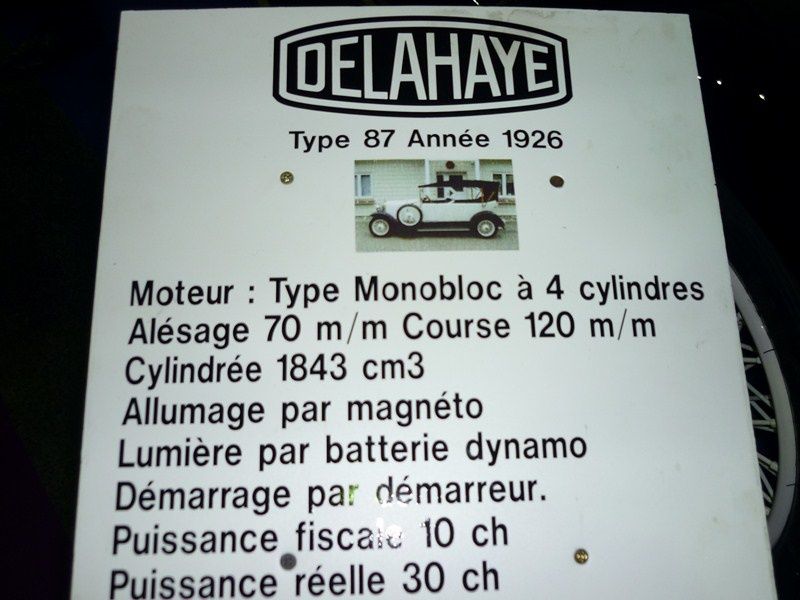 DELAHAYE
Type 87 Année 1926
Moteur : Type Monobloc à 4 cylindres
Alésage 70 m/m Course 120 m/m
Cylindrée 1843 cm3
Allumage par magnéto
Lumière par batterie dynamo
Démarrage par démarreur.
Puissance fiscale 10 ch
Puissance réelle 30 ch